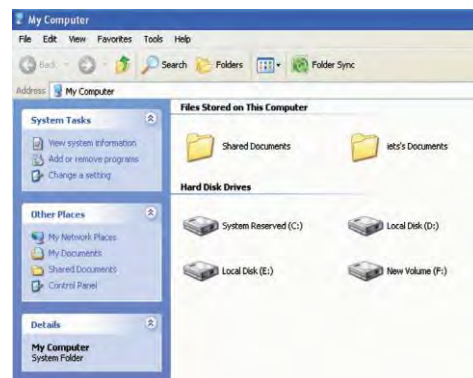 My Computer
File Edit View Favorites Tools Help
Back Search Folders Folder Sync
Address My Computer
System Tasks
View system information
Add or remove programs
Change a setting
Other Places
My Network Places
My Documents
Shared Documents
Control Panel
Details
My Computer
System Folder
Files Stored on This Computer
Shared Documents iets's Documents
Hard Disk Drives
System Reserved (C:) Local Disk (D:)
Local Disk (E:) New Volume (F:)